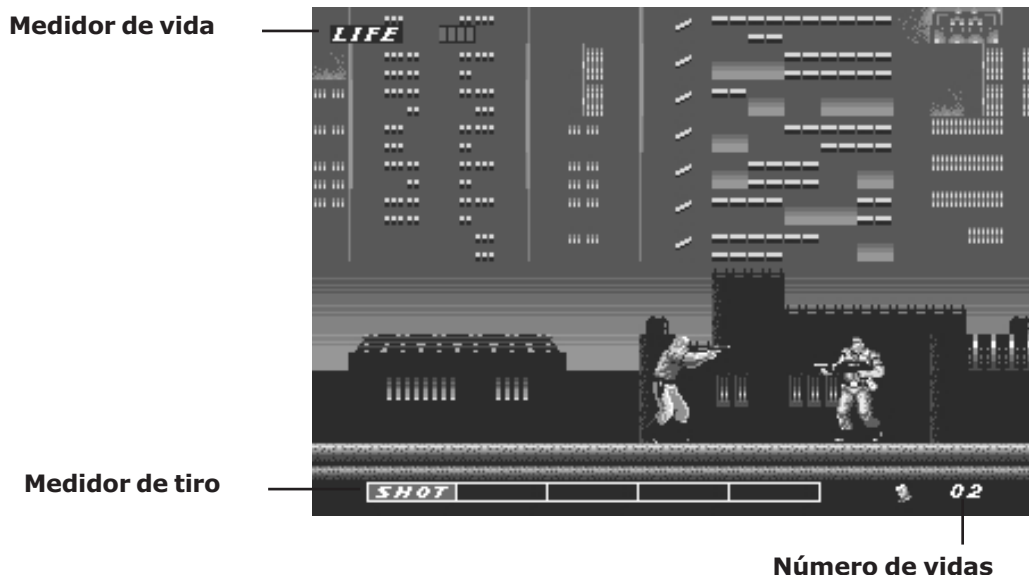 Medidor de vida
LIFE
Medidor de tiro
SHOT
02
Número de vidas